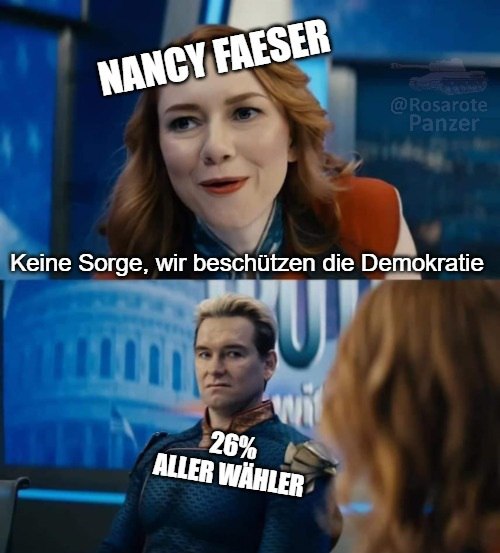 NANCY FAESER
@Rosarote
Panzer
Keine Sorge, wir beschützen die Demokratie
26%
ALLER WÄHLER